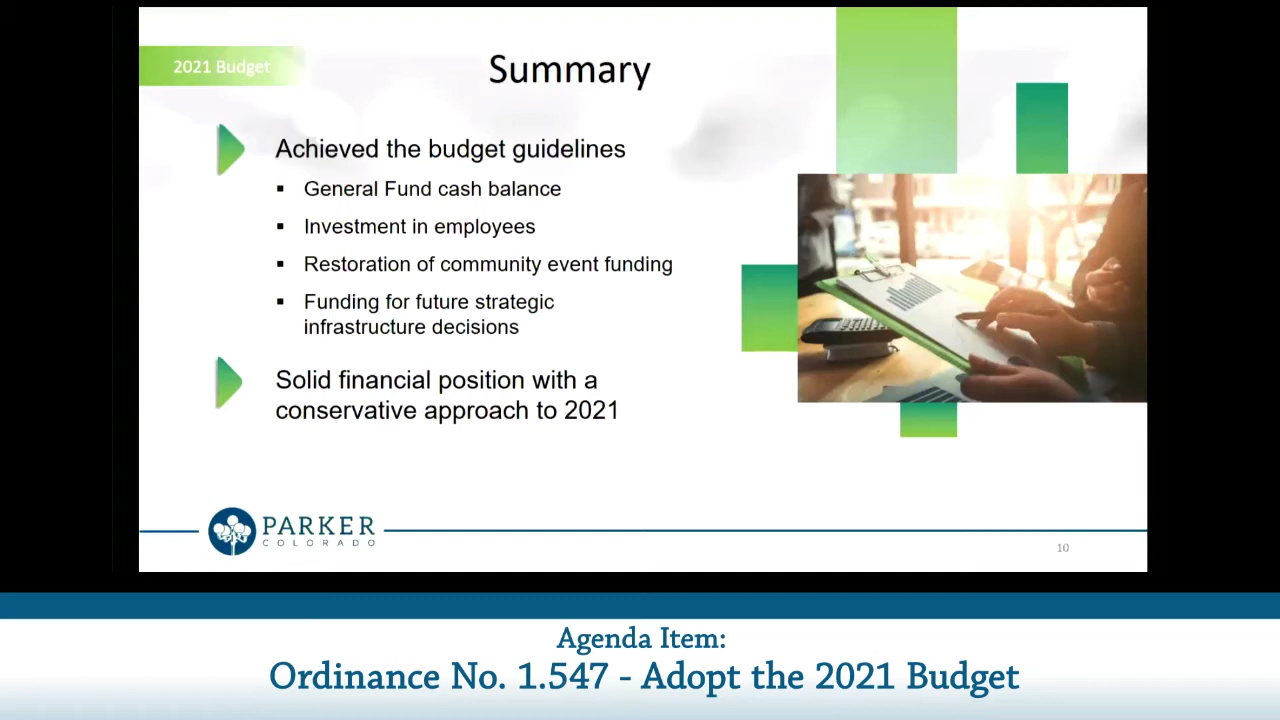 2021 Budget
Summary
Achieved the budget guidelines
▪ General Fund cash balance
▪ Investment in employees
▪ Restoration of community event funding
▪ Funding for future strategic
infrastructure decisions
Solid financial position with a
conservative approach to 2021
PARKER
COLORADO
10
Agenda Item:
Ordinance No. 1.547 - Adopt the 2021 Budget